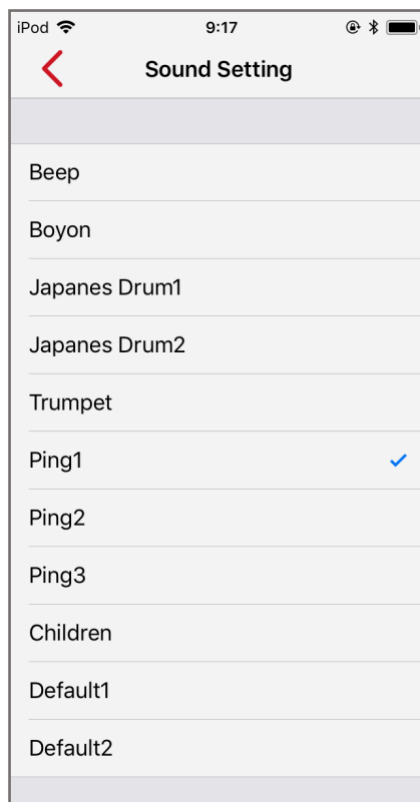 iPod 9:17
Sound Setting
Beep
Boyon
Japanes Drum1
Japanes Drum2
Trumpet
Ping1
Ping2
Ping3
Children
Default1
Default2